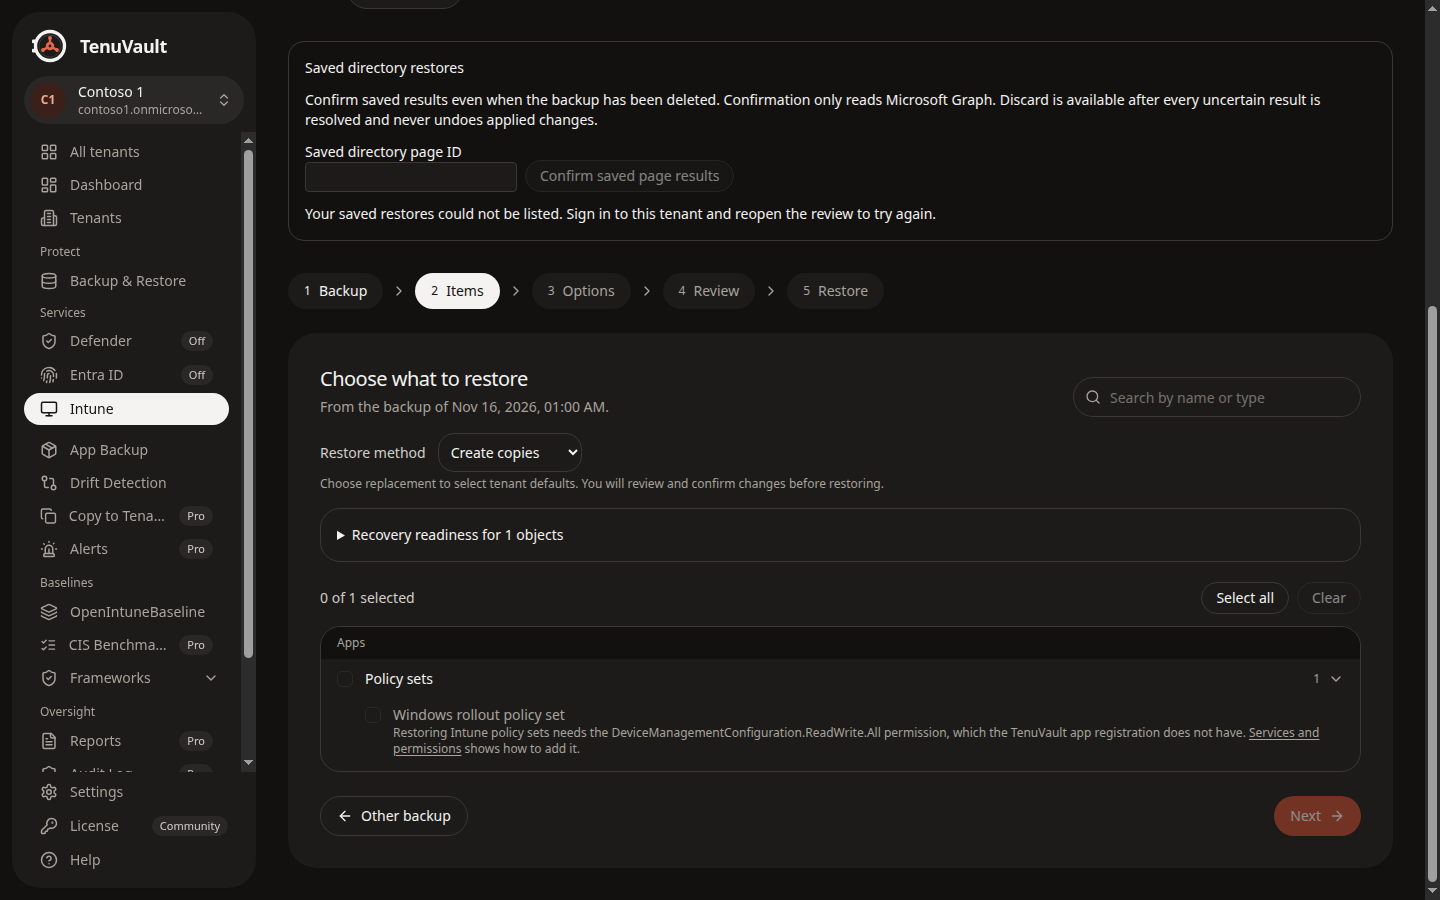 TenuVault
C1
Contoso 1
contoso1.onmicroso...
All tenants
Dashboard
Tenants
Protect
Backup & Restore
Services
Defender
Off
Entra ID
Off
Intune
App Backup
Drift Detection
Copy to Tena...
Pro
Alerts
Pro
Baselines
OpenIntuneBaseline
CIS Benchma...
Pro
Frameworks
Oversight
Reports
Pro
Settings
License
Community
Help
Saved directory restores
Confirm saved results even when the backup has been deleted. Confirmation only reads Microsoft Graph. Discard is available after every uncertain result is
resolved and never undoes applied changes.
Saved directory page ID
Confirm saved page results
Your saved restores could not be listed. Sign in to this tenant and reopen the review to try again.
1 Backup
2 Items
3 Options
4 Review
5 Restore
Choose what to restore
From the backup of Nov 16, 2026, 01:00 AM.
Search by name or type
Restore method
Create copies
Choose replacement to select tenant defaults. You will review and confirm changes before restoring.
Recovery readiness for 1 objects
0 of 1 selected
Select all
Clear
Apps
Policy sets
1
Windows rollout policy set
Restoring Intune policy sets needs the DeviceManagementConfiguration.ReadWrite.All permission, which the TenuVault app registration does not have. Services and
permissions shows how to add it.
Other backup
Next